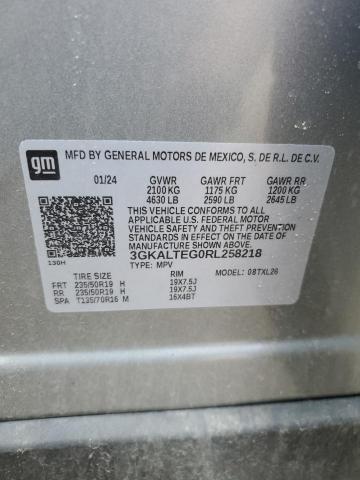 gm
MFD BY GENERAL MOTORS DE MEXICO, S. DE R.L. DE C.V.
01/24 GVWR GAWR FRT GAWR RR
2100 KG 1175 KG 1200 KG
4630 LB 2590 LB 2645 LB
THIS VEHICLE CONFORMS TO ALL
APPLICABLE U.S. FEDERAL MOTOR
VEHICLE SAFETY AND THEFT PREVENTION
STANDARDS IN EFFECT ON THE DATE OF
MANUFACTURE SHOWN ABOVE.
3GKALTEG0RL258218
130H TYPE: MPV MODEL: 08TXL26
TIRE SIZE RIM
FRT 235/50R19 H 19X7.5J
RR 235/50R19 H 19X7.5J
SPA T135/70R16 M 16X4BT